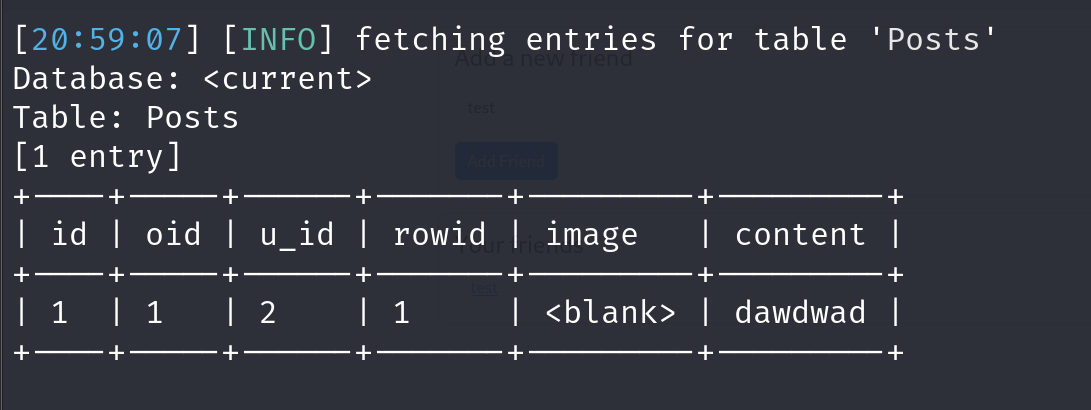 [20:59:07] [INFO] fetching entries for table 'Posts'
Add a new friend
Database: <current>
Table: Posts
test
[1 entry]
Add Friend
+----+-----+------+-------+---------+---------+
| id | oid | u_id | rowid | image   | content |
Your friends
+----+-----+------+-------+---------+---------+
test
| 1  | 1   | 2    | 1     | <blank> | dawdwad |
+----+-----+------+-------+---------+---------+